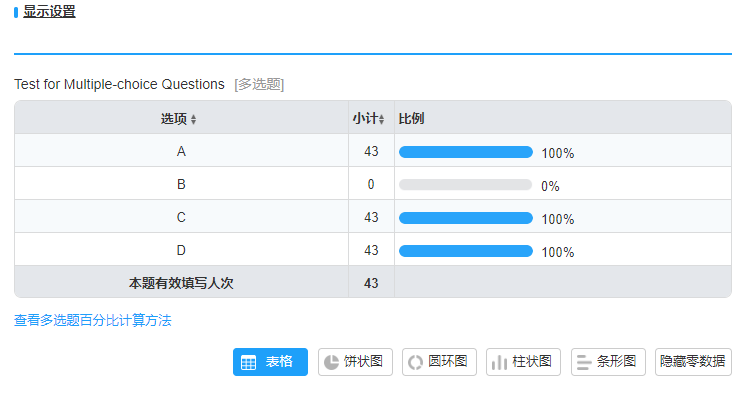 显示设置
Test for Multiple-choice Questions [多选题]
选项 小计 比例
A 43 100%
B 0 0%
C 43 100%
D 43 100%
本题有效填写人次 43
查看多选题百分比计算方法
表格 饼状图 圆环图 柱状图 条形图 隐藏零数据